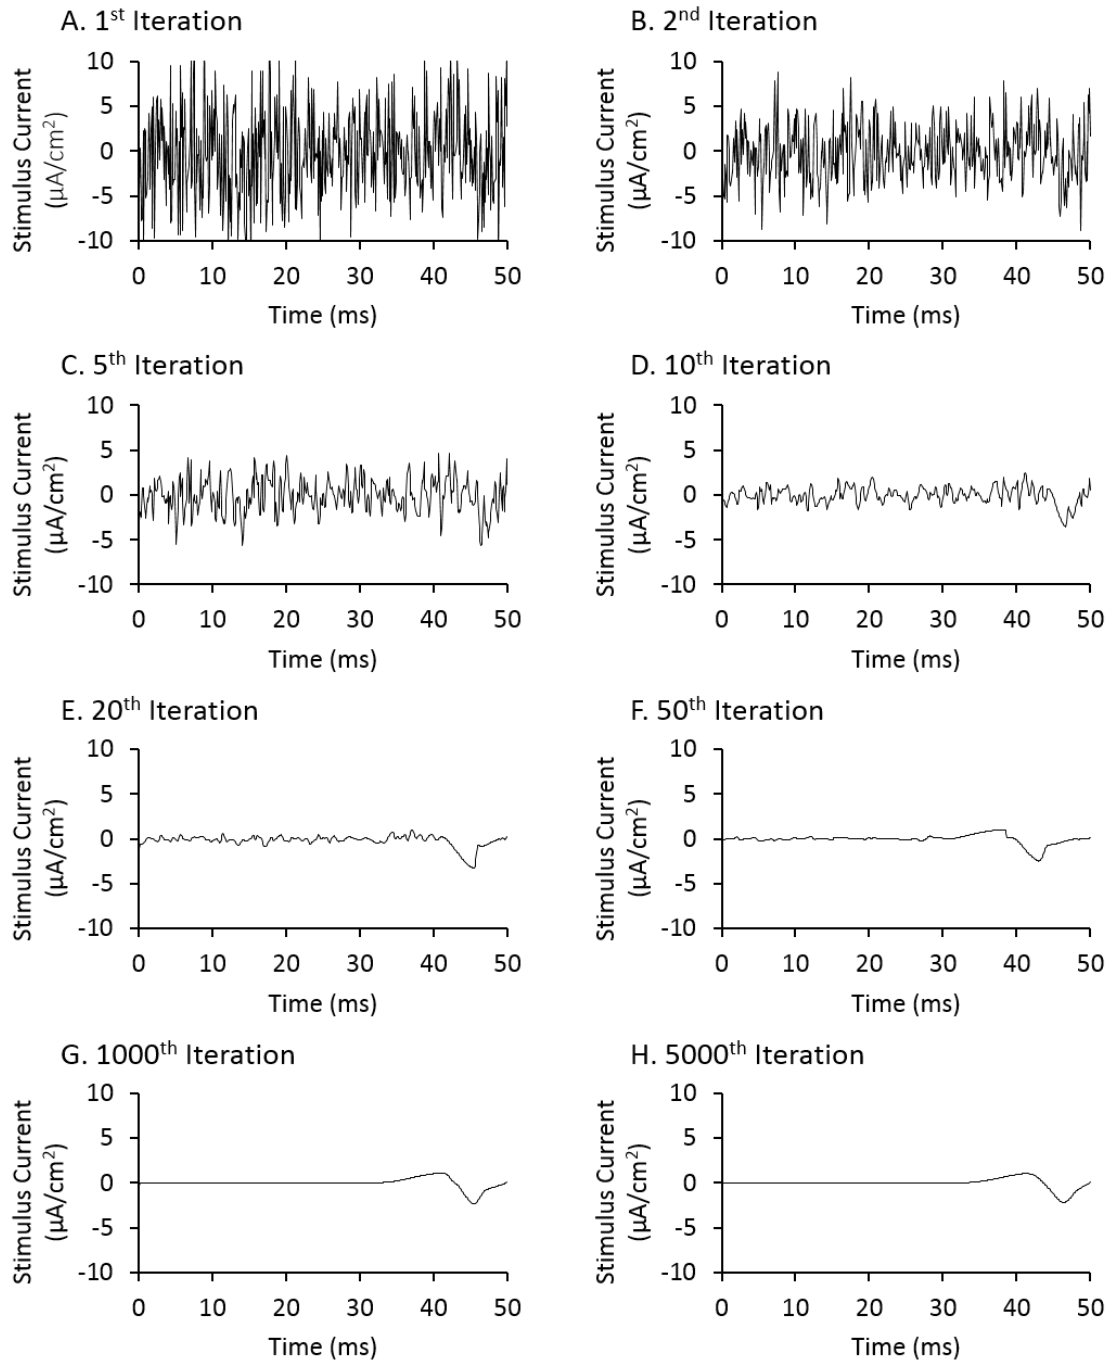 A. 1st Iteration
Stimulus Current
(µA/cm2)
10
5
0
-5
-10
0 10 20 30 40 50
Time (ms)
B. 2nd Iteration
Stimulus Current
(µA/cm2)
10
5
0
-5
-10
0 10 20 30 40 50
Time (ms)
C. 5th Iteration
Stimulus Current
(µA/cm2)
10
5
0
-5
-10
0 10 20 30 40 50
Time (ms)
D. 10th Iteration
Stimulus Current
(µA/cm2)
10
5
0
-5
-10
0 10 20 30 40 50
Time (ms)
E. 20th Iteration
Stimulus Current
(µA/cm2)
10
5
0
-5
-10
0 10 20 30 40 50
Time (ms)
F. 50th Iteration
Stimulus Current
(µA/cm2)
10
5
0
-5
-10
0 10 20 30 40 50
Time (ms)
G. 1000th Iteration
Stimulus Current
(µA/cm2)
10
5
0
-5
-10
0 10 20 30 40 50
Time (ms)
H. 5000th Iteration
Stimulus Current
(µA/cm2)
10
5
0
-5
-10
0 10 20 30 40 50
Time (ms)